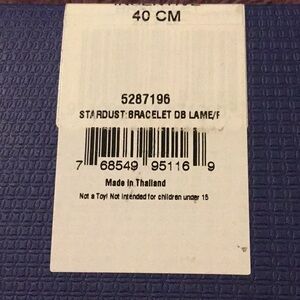 40 CM
5287196
STARDUST BRACELET DB LAME/F
7 68549 95116 9
Made in Thailand
Not a Toy! Not intended for children under 15